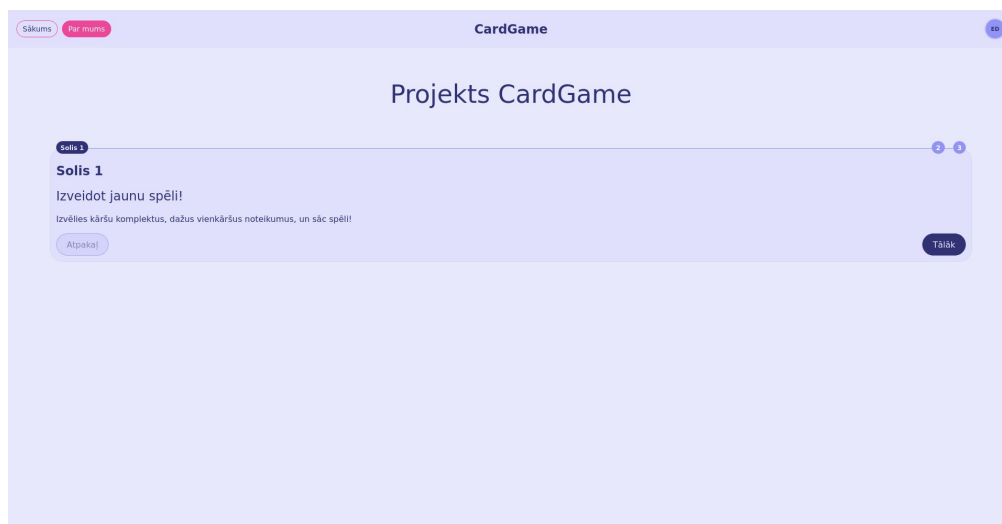 Sākums Par mums CardGame ED
Projekts CardGame
Solis 1 2 3
Solis 1
Izveidot jaunu spēli!
Izvēlies kāršu komplektus, dažus vienkāršus noteikumus, un sāc spēli!
Atpakaļ Tālāk